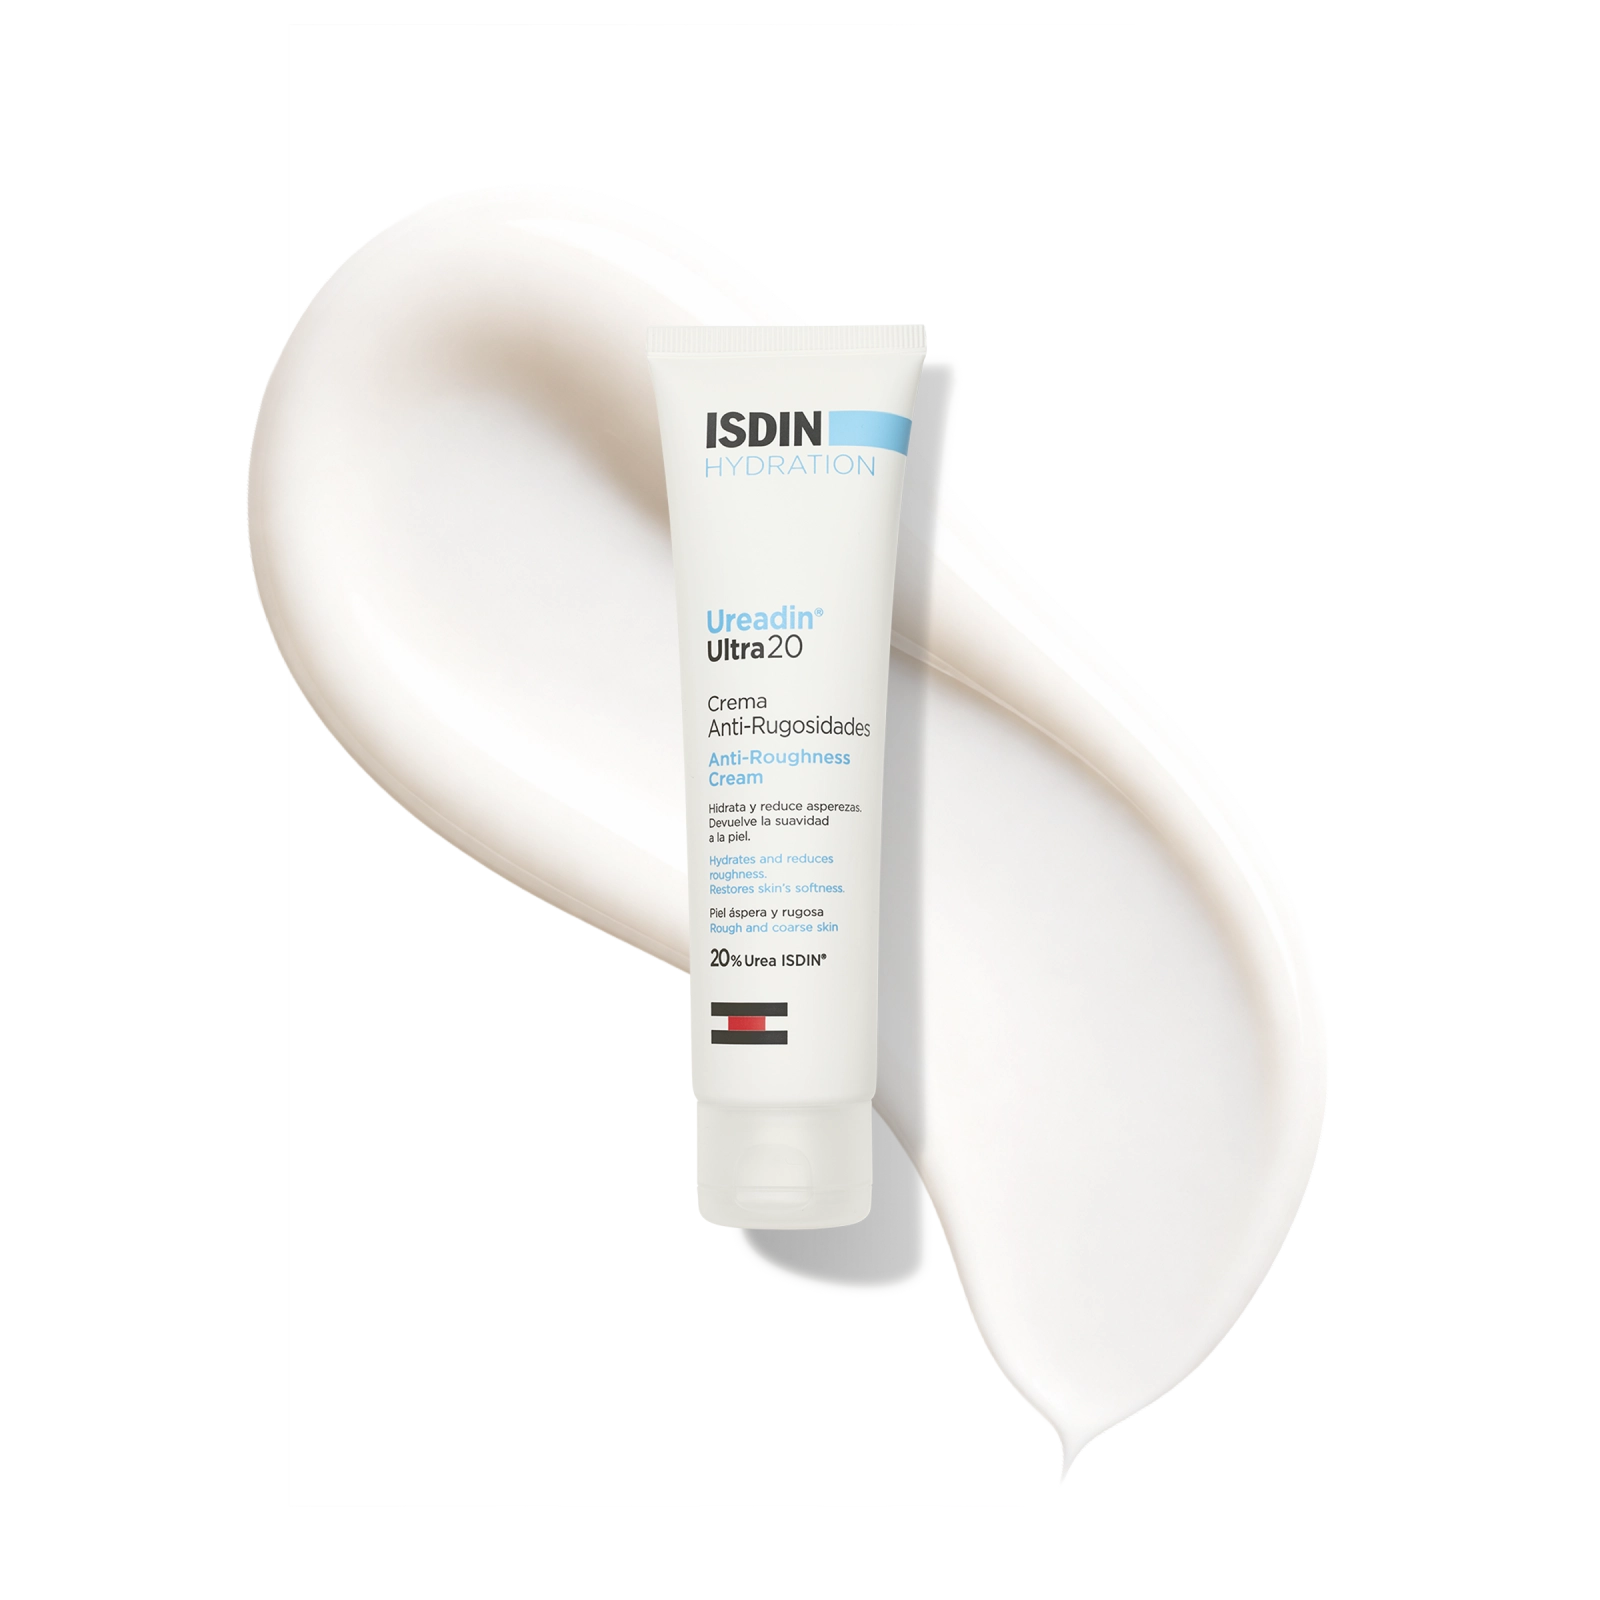 ISDIN
HYDRATION
Ureadin®
Ultra20
Crema
Anti-Rugosidades
Anti-Roughness
Cream
Hidrata y reduce asperezas.
Devuelve la suavidad
a la piel.
Hydrates and reduces
roughness.
Restores skin's softness.
Piel áspera y rugosa
Rough and coarse skin
20% Urea ISDIN®